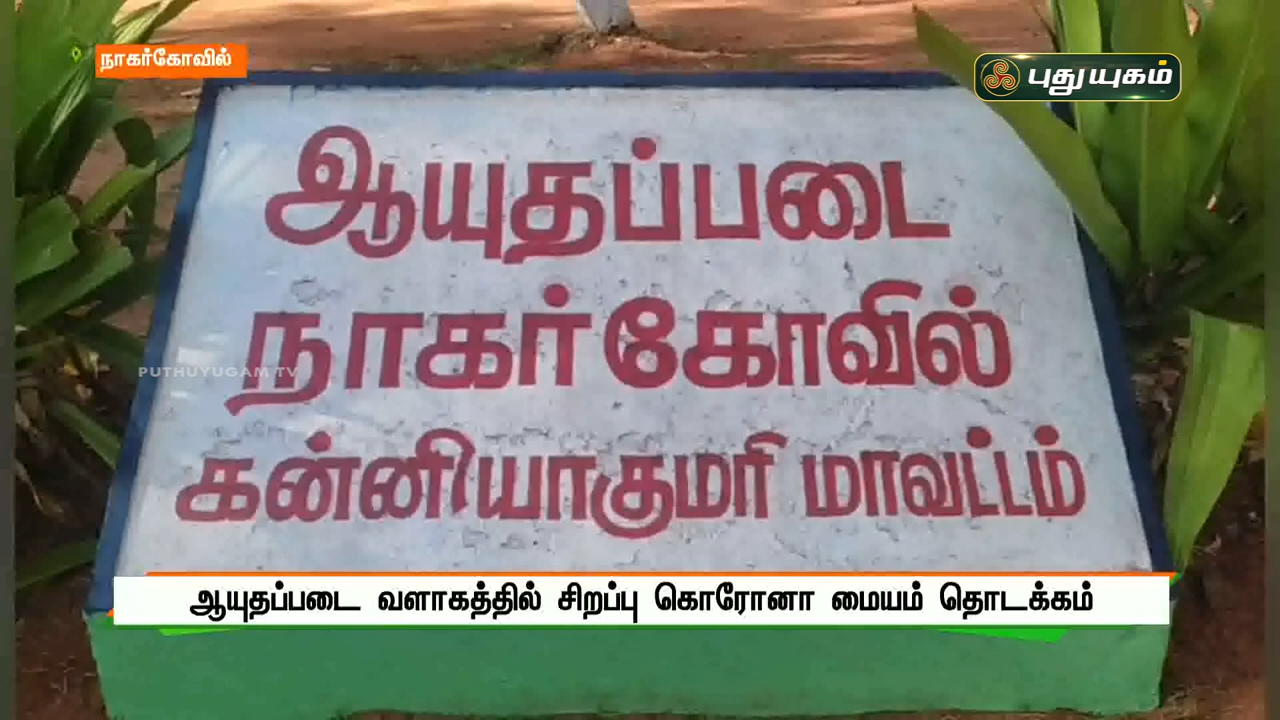 நாகர்கோவில்
புதுயுகம்
ஆயுதப்படை
நாகர்கோவில்
PUTHUYUGAM TV
கன்னியாகுமரி மாவட்டம்
ஆயுதப்படை வளாகத்தில் சிறப்பு கொரோனா மையம் தொடக்கம்